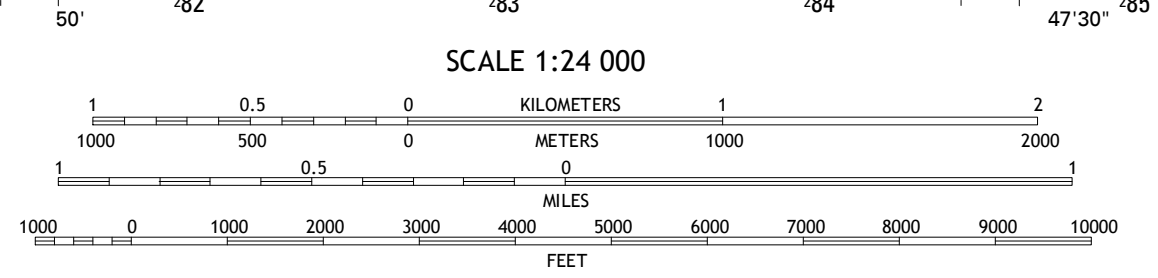 ²82 ²83 ²84 ²85
50' 47'30"
SCALE 1:24 000
1 0.5 0 KILOMETERS 1 2
1000 500 0 METERS 1000 2000
1 0.5 0 1
MILES
1000 0 1000 2000 3000 4000 5000 6000 7000 8000 9000 10000
FEET